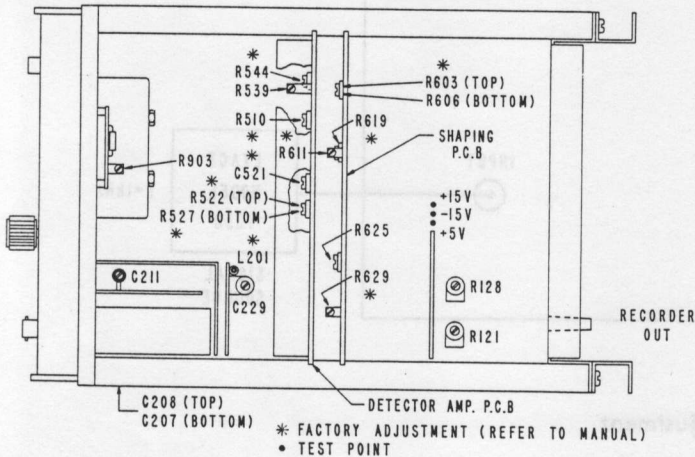 R544
R539
R603 (TOP)
R606 (BOTTOM)
R510
R619
R611
SHAPING
P.C.B
R903
C521
R522 (TOP)
R527 (BOTTOM)
+15V
-15V
+5V
R625
L201
C211
C229
R629
R128
R121
RECORDER
OUT
C208 (TOP)
C207 (BOTTOM)
DETECTOR AMP. P.C.B
* FACTORY ADJUSTMENT (REFER TO MANUAL)
• TEST POINT